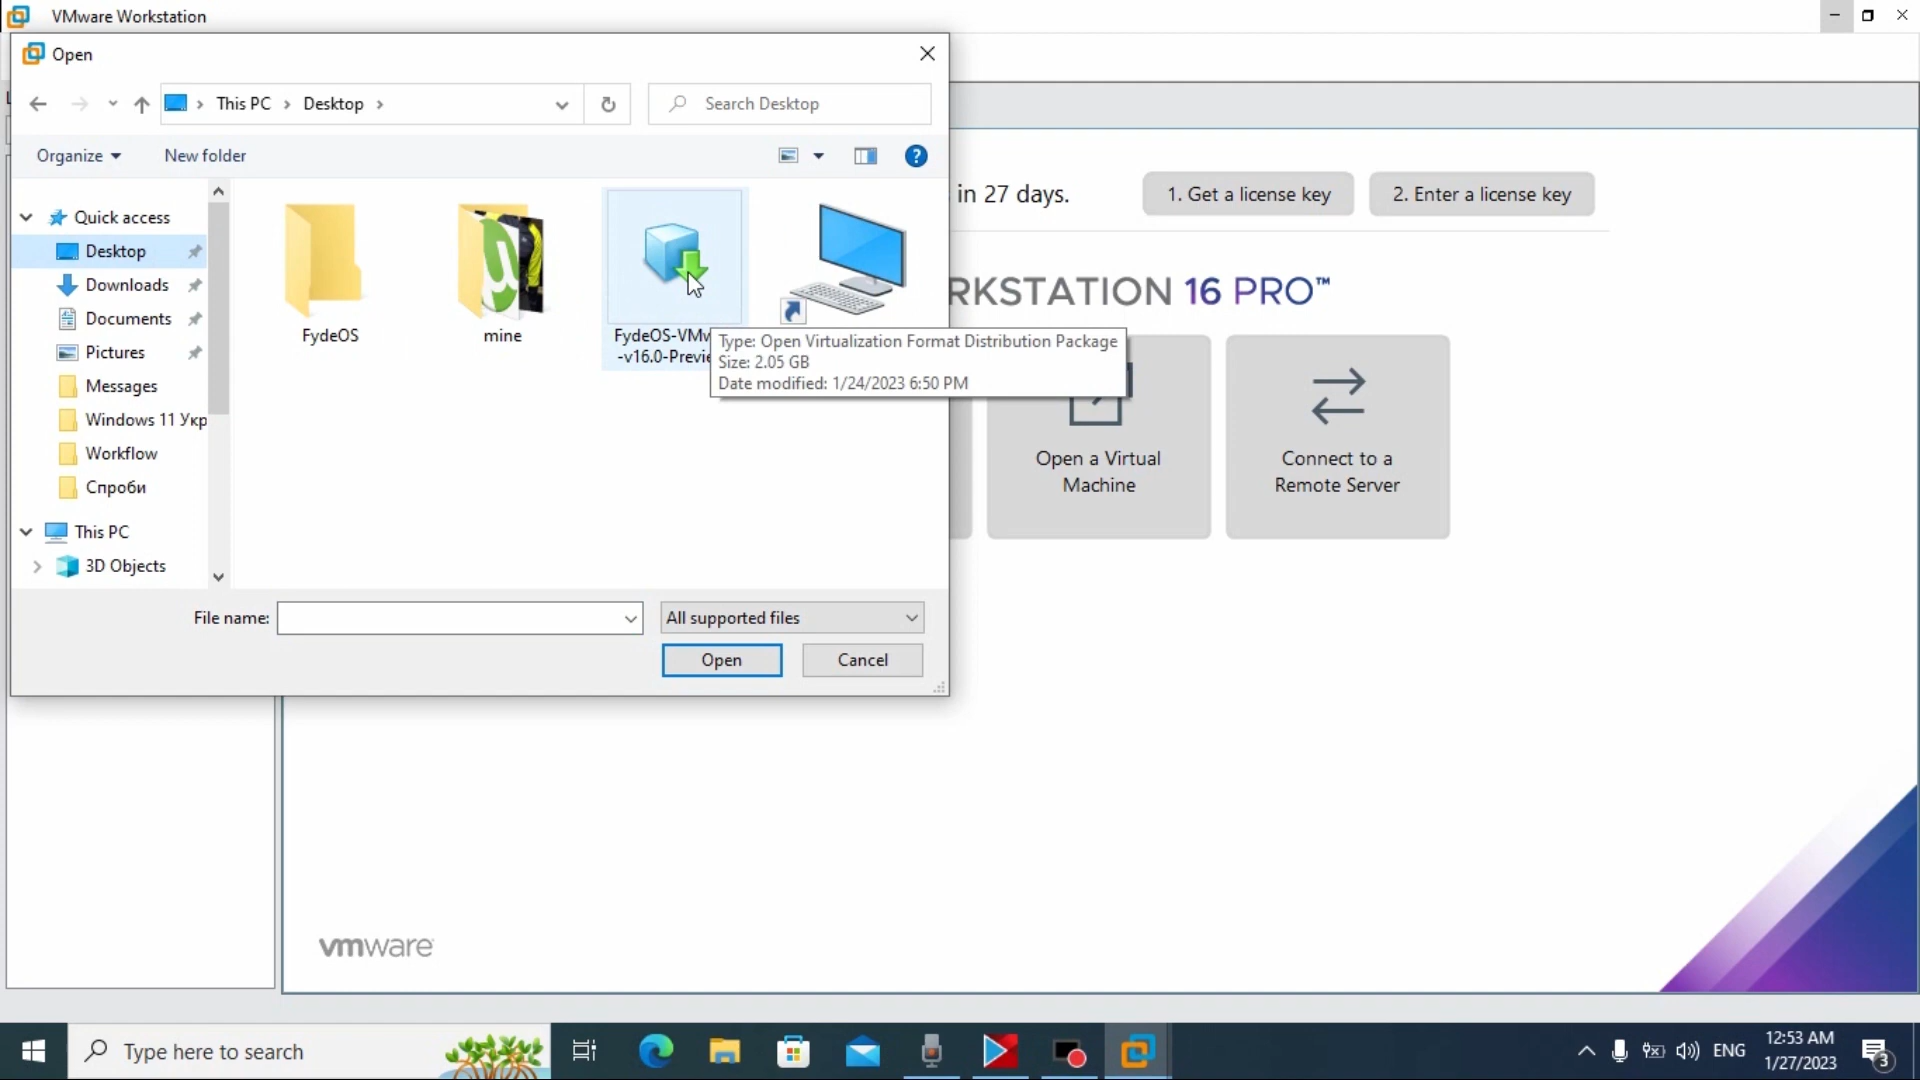 VMware Workstation
Open
This PC
Desktop
Search Desktop
Organize
New folder
?
Quick access
Desktop
Downloads
Documents
Pictures
Messages
Windows 11 Укр
Workflow
Спроби
This PC
3D Objects
FydeOS
mine
FydeOS-VMw
-v16.0-Previe
Type: Open Virtualization Format Distribution Package
Size: 2.05 GB
Date modified: 1/24/2023 6:50 PM
File name:
All supported files
Open
Cancel
in 27 days.
1. Get a license key
2. Enter a license key
RKSTATION 16 PRO™
Open a Virtual
Machine
Connect to a
Remote Server
vmware
Type here to search
ENG
12:53 AM
1/27/2023
3